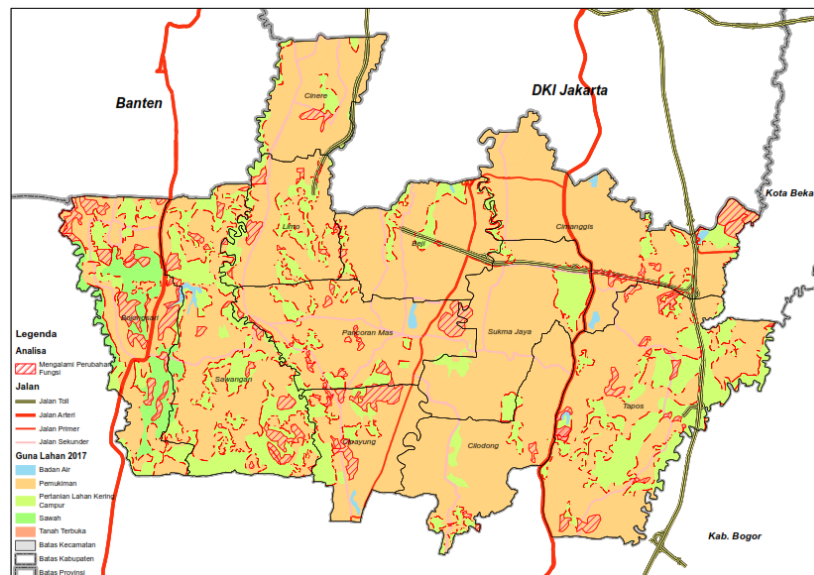 Banten
DKI Jakarta
Cinere
Kota Beka
Limo
Beji
Cimanggis
Bojongsari
Pancoran Mas
Sukma Jaya
Sawangan
Tapos
Cipayung
Cilodong
Kab. Bogor
Legenda
Analisa
Mengalami Perubahan
Fungsi
Jalan
Jalan Toll
Jalan Arteri
Jalan Primer
Jalan Sekunder
Guna Lahan 2017
Badan Air
Pemukiman
Pertanian Lahan Kering
Campur
Sawah
Tanah Terbuka
Batas Kecamatan
Batas Kabupaten
Batas Provinsi